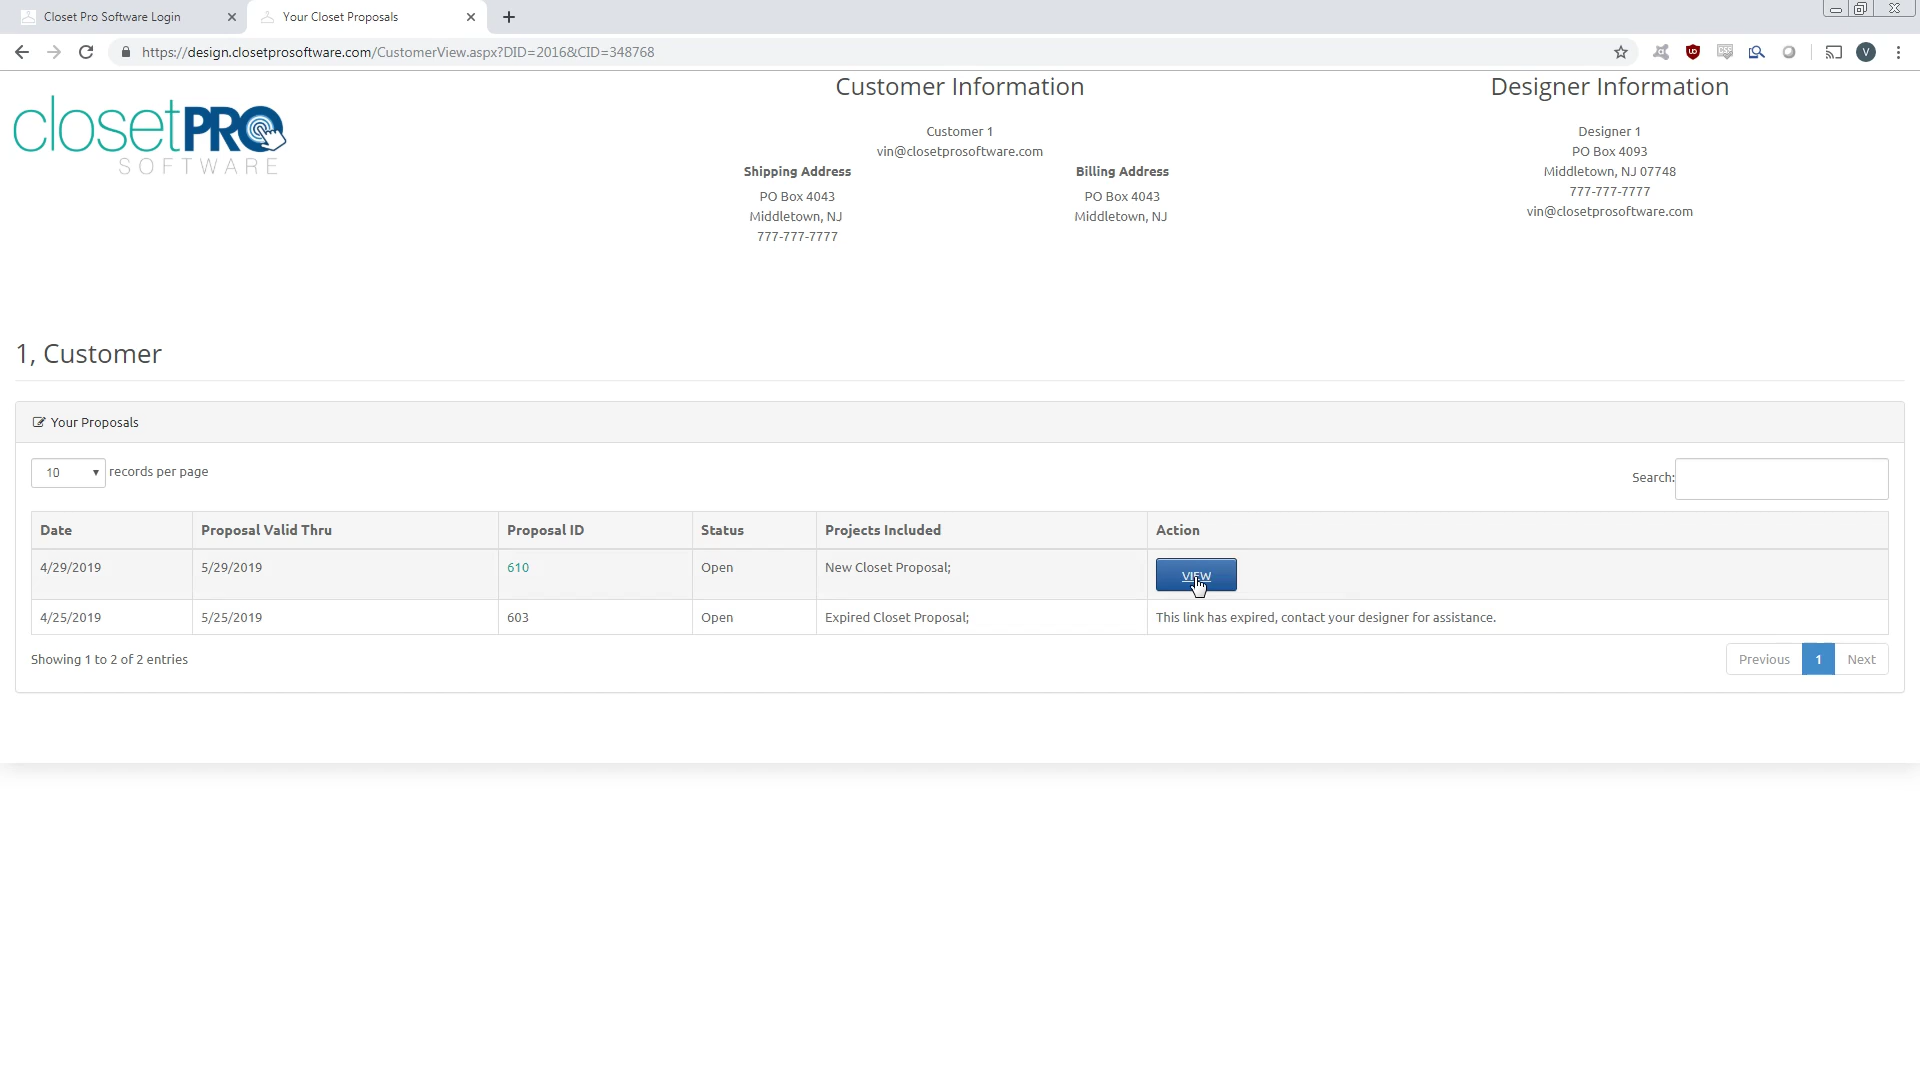 Closet Pro Software Login
Your Closet Proposals
https://design.closetprosoftware.com/CustomerView.aspx?DID=2016&CID=348768
V
closetPRO
SOFTWARE
Customer Information
Customer 1
vin@closetprosoftware.com
Shipping Address
PO Box 4043
Middletown, NJ
777-777-7777
Billing Address
PO Box 4043
Middletown, NJ
Designer Information
Designer 1
PO Box 4093
Middletown, NJ 07748
777-777-7777
vin@closetprosoftware.com
1, Customer
Your Proposals
10 records per page
Search:
Date Proposal Valid Thru Proposal ID Status Projects Included Action
4/29/2019 5/29/2019 610 Open New Closet Proposal; VIEW
4/25/2019 5/25/2019 603 Open Expired Closet Proposal; This link has expired, contact your designer for assistance.
Showing 1 to 2 of 2 entries
Previous 1 Next